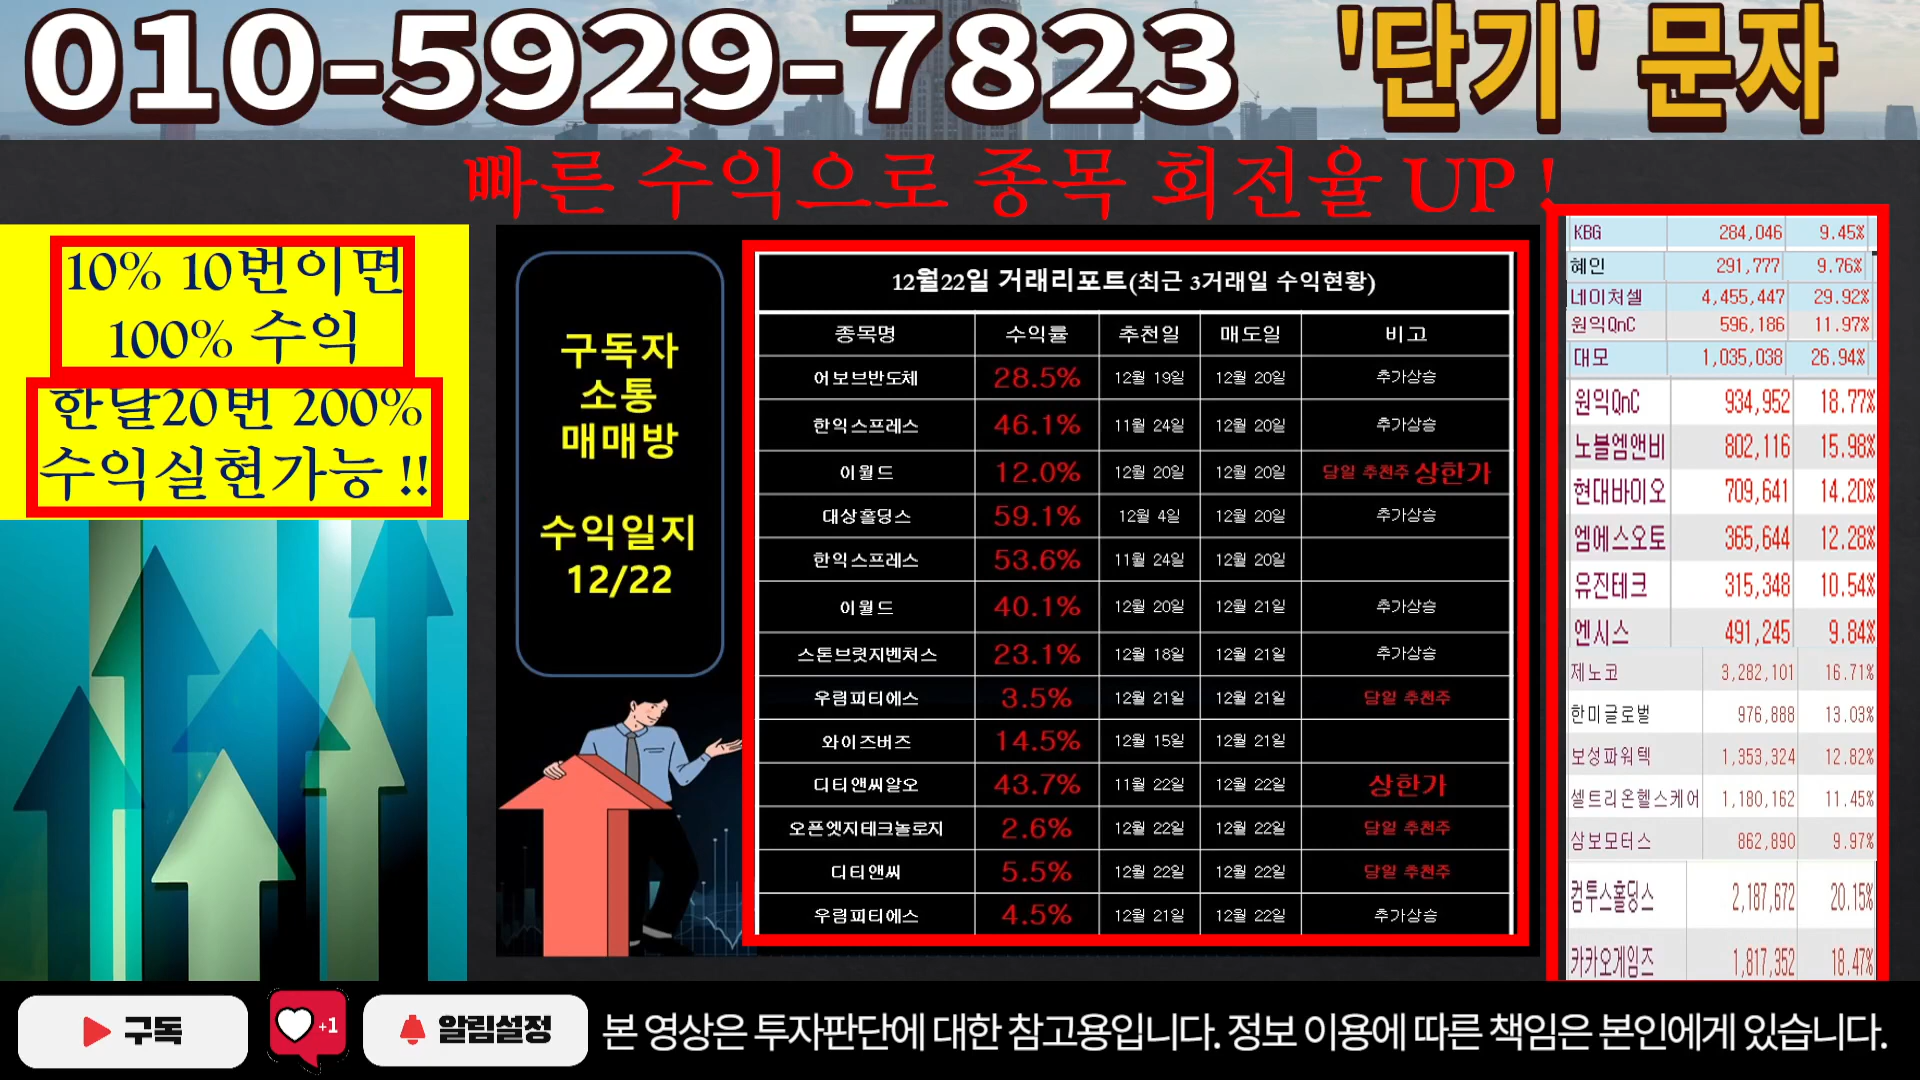 010-5929-7823 '단기' 문자
빠른 수익으로 종목 회전율 UP !
10% 10번이면
100% 수익
한달20번 200%
수익실현가능 !!
구독자
소통
매매방
수익일지
12/22
12월22일 거래리포트(최근 3거래일 수익현황)
종목명 수익률 추천일 매도일 비고
어보브반도체 28.5% 12월 19일 12월 20일 추가상승
한익스프레스 46.1% 11월 24일 12월 20일 추가상승
이월드 12.0% 12월 20일 12월 20일 당일 추천주 상한가
대상홀딩스 59.1% 12월 4일 12월 20일 추가상승
한익스프레스 53.6% 11월 24일 12월 20일
이월드 40.1% 12월 20일 12월 21일 추가상승
스톤브릿지벤처스 23.1% 12월 18일 12월 21일 추가상승
우림피티에스 3.5% 12월 21일 12월 21일 당일 추천주
와이즈버즈 14.5% 12월 15일 12월 21일
디티앤씨알오 43.7% 11월 22일 12월 22일 상한가
오픈엣지테크놀로지 2.6% 12월 22일 12월 22일 당일 추천주
디티앤씨 5.5% 12월 22일 12월 22일 당일 추천주
우림피티에스 4.5% 12월 21일 12월 22일 추가상승
KBG 284,046 9.45%
혜인 291,777 9.76%
네이처셀 4,455,447 29.92%
원익QnC 596,186 11.97%
대모 1,035,038 26.94%
원익QnC 934,952 18.77%
노블엠앤비 802,116 15.98%
현대바이오 709,641 14.20%
엠에스오토 365,644 12.28%
유진테크 315,348 10.54%
엔시스 491,245 9.84%
제노코 3,282,101 16.71%
한미글로벌 976,888 13.03%
보성파워텍 1,353,324 12.82%
셀트리온헬스케어 1,180,162 11.45%
상보모터스 862,890 9.97%
컴투스홀딩스 2,187,672 20.15%
카카오게임즈 1,817,352 18.47%
구독 +1 알림설정 본 영상은 투자판단에 대한 참고용입니다. 정보 이용에 따른 책임은 본인에게 있습니다.